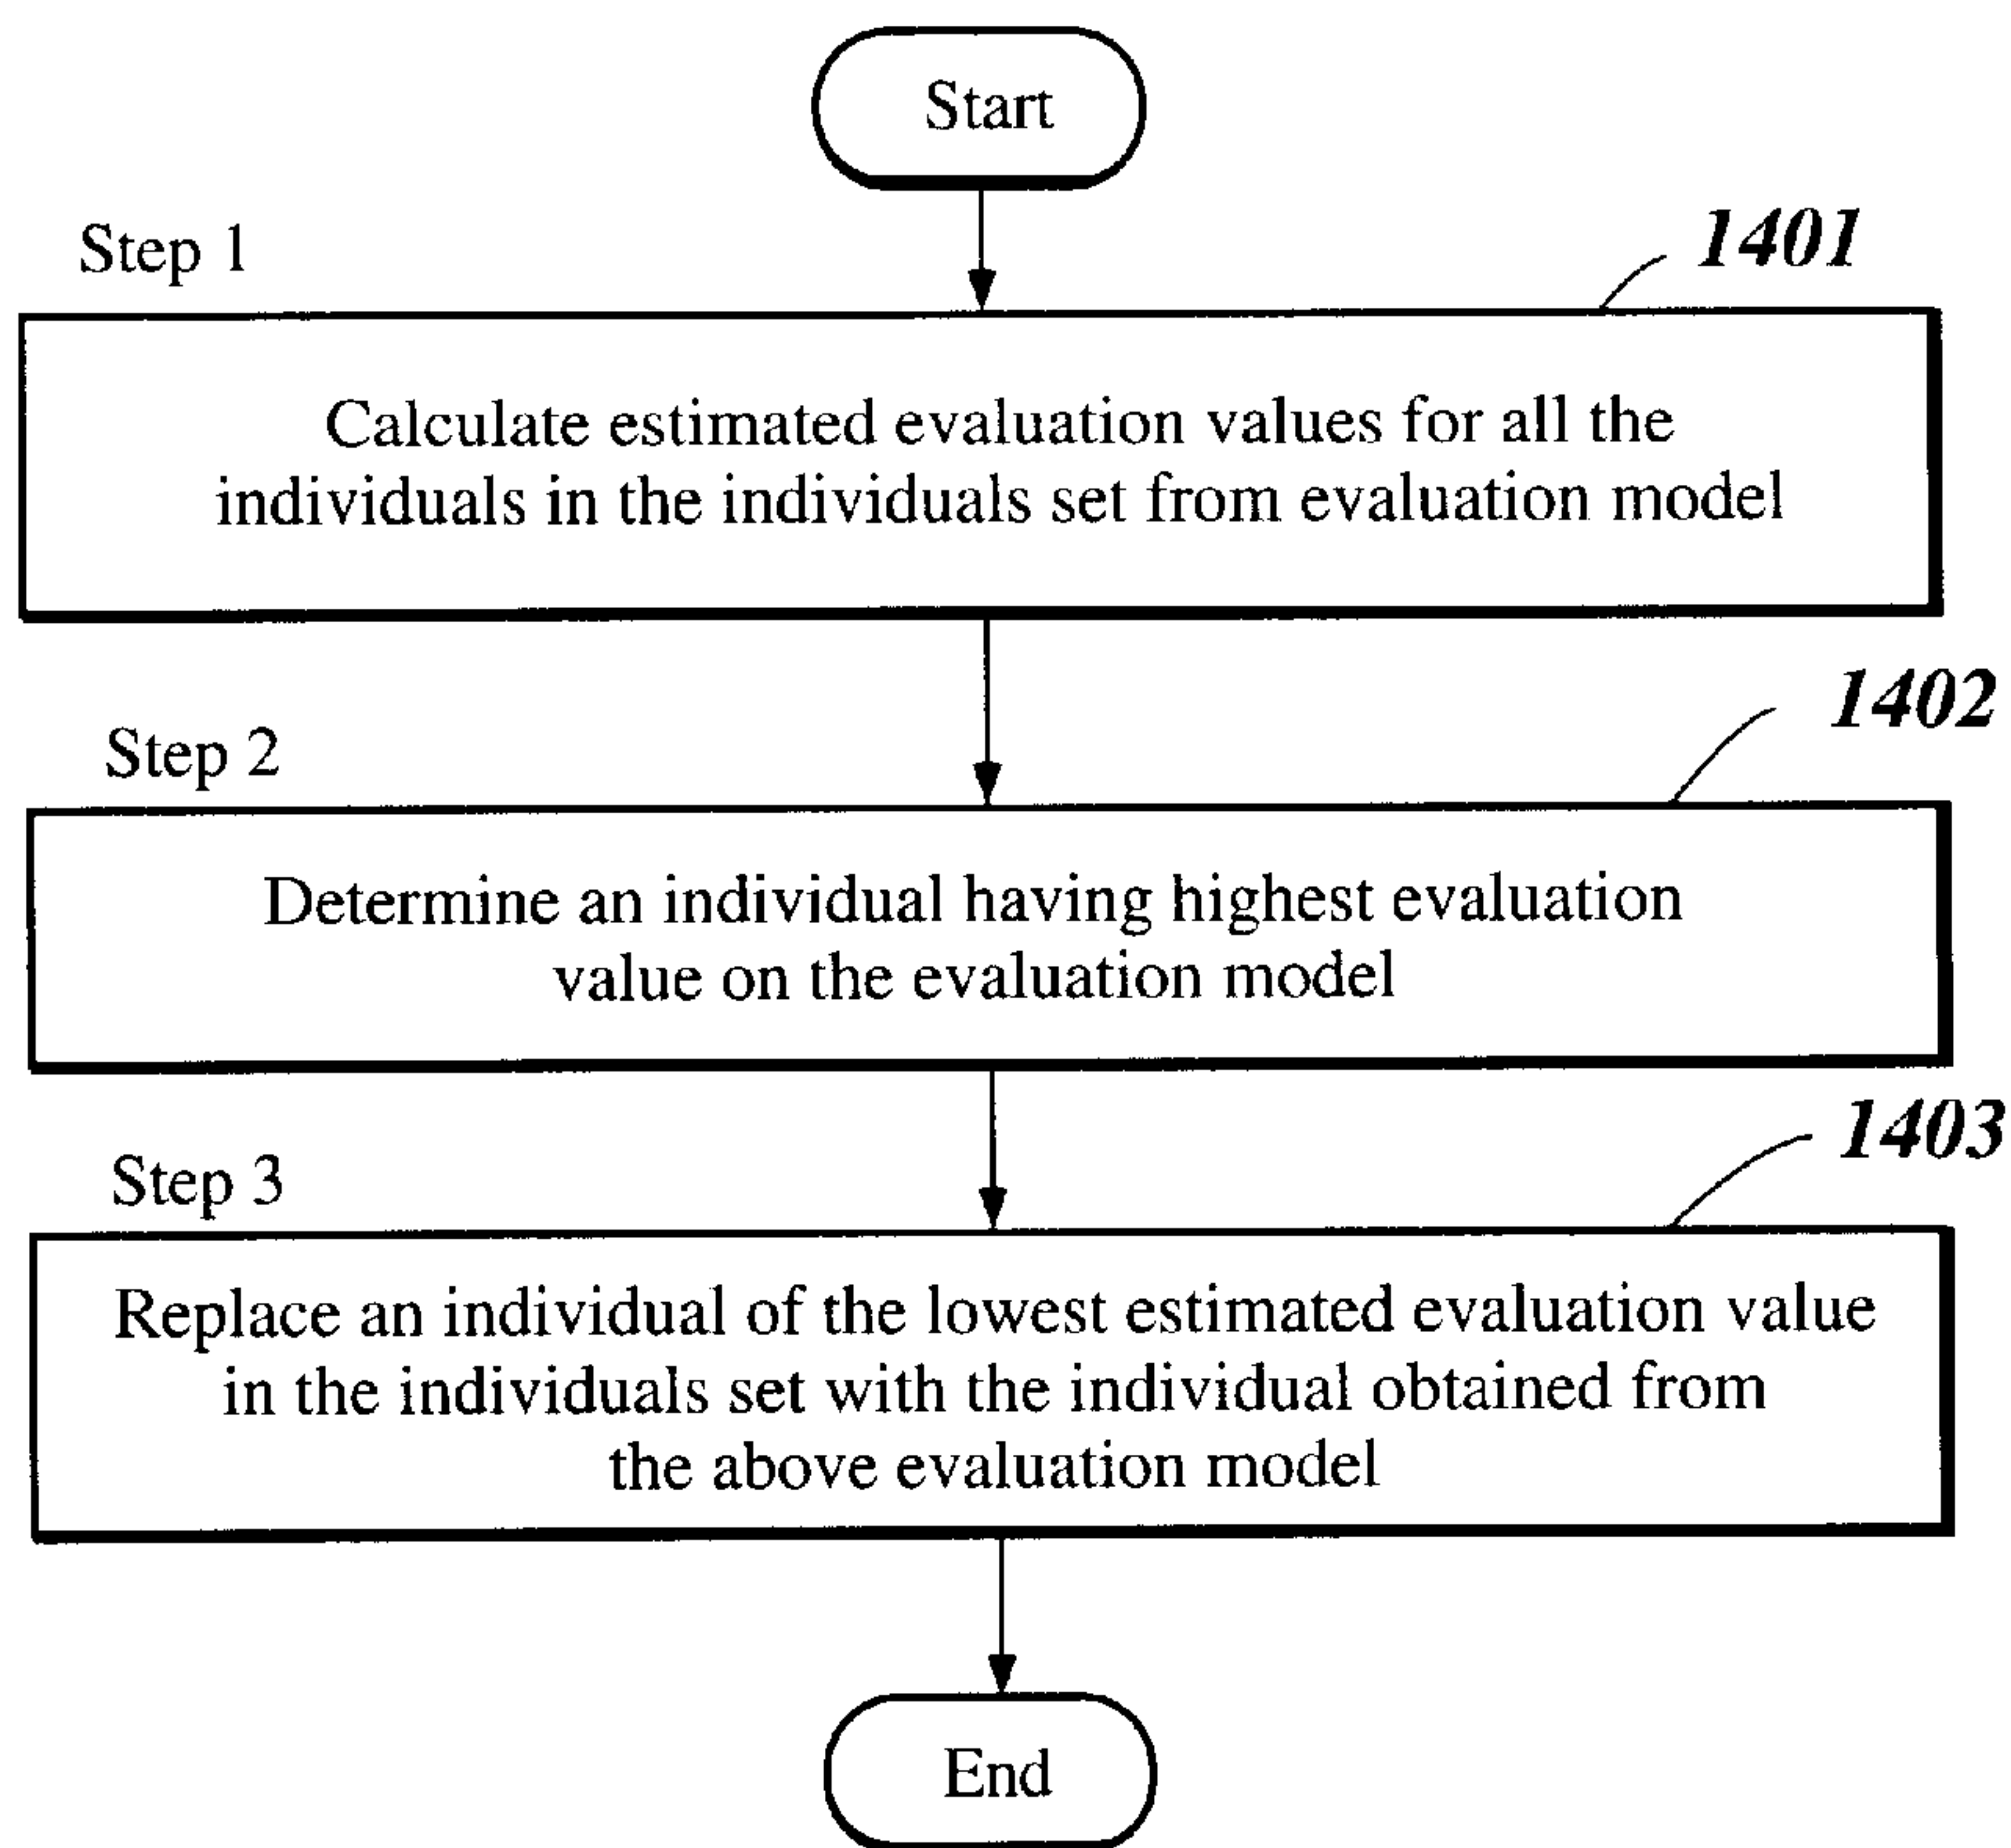 Start
Step 1
1401
Calculate estimated evaluation values for all the
individuals in the individuals set from evaluation model
Step 2
1402
Determine an individual having highest evaluation
value on the evaluation model
Step 3
1403
Replace an individual of the lowest estimated evaluation value
in the individuals set with the individual obtained from
the above evaluation model
End